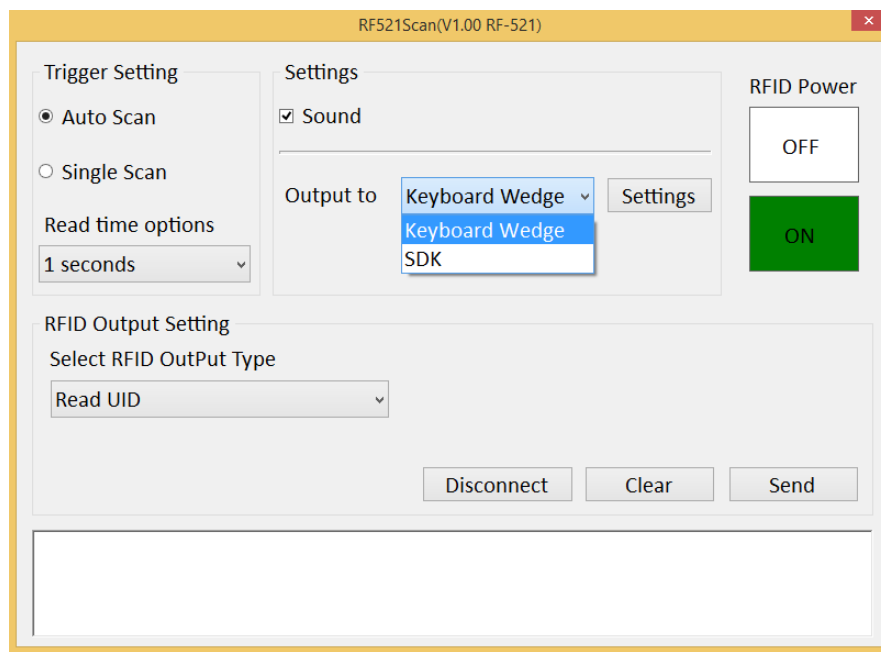 RF521Scan(V1.00 RF-521)
Trigger Setting
Auto Scan
Single Scan
Read time options
1 seconds
Settings
Sound
Output to
Keyboard Wedge
Settings
Keyboard Wedge
SDK
RFID Power
OFF
ON
RFID Output Setting
Select RFID OutPut Type
Read UID
Disconnect
Clear
Send